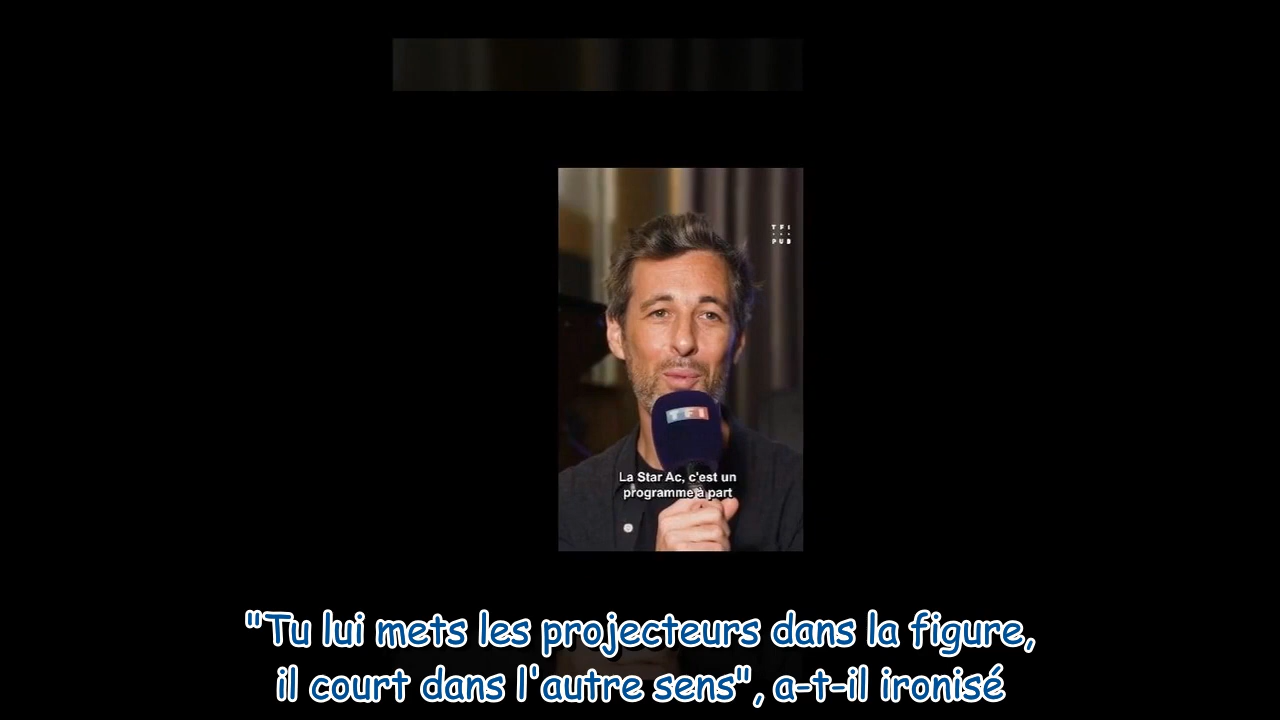 TF1
PUB
TF1
La Star Ac, c'est un
programme à part
"Tu lui mets les projecteurs dans la figure,
il court dans l'autre sens", a-t-il ironisé